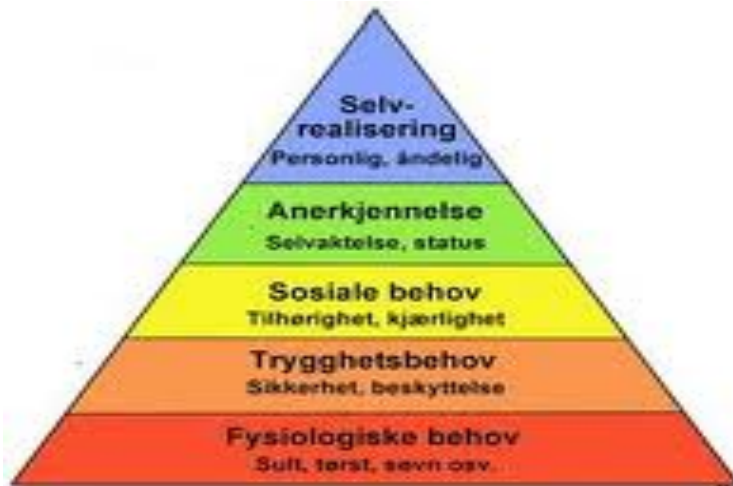 Selv-
realisering
Personlig, åndelig
Anerkjennelse
Selvaktelse, status
Sosiale behov
Tilhørighet, kjærlighet
Trygghetsbehov
Sikkerhet, beskyttelse
Fysiologiske behov
Sult, tørst, søvn osv.